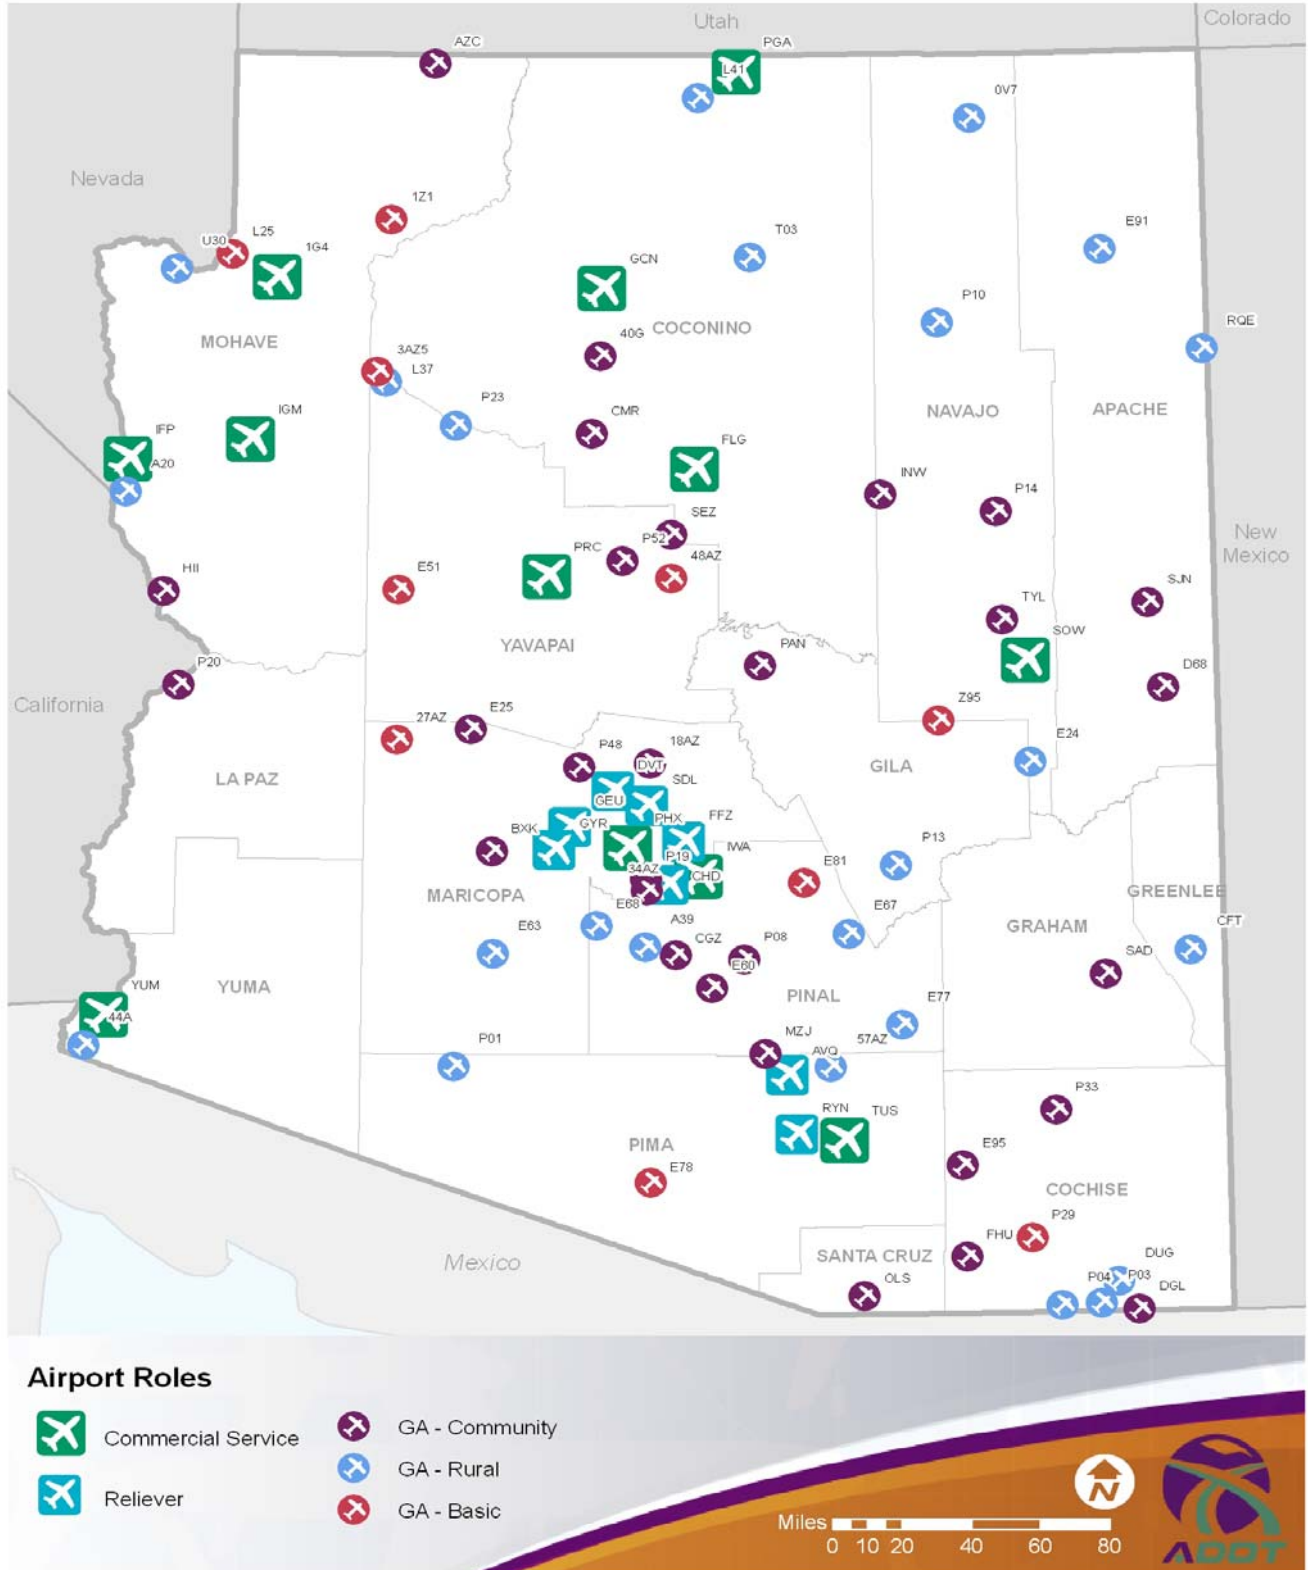 Utah
Colorado
AZC
PGA
L41
0V7
Nevada
1Z1
U30
L25
1G4
T03
E91
GCN
P10
COCONINO
RQE
MOHAVE
40G
3AZ5
L37
P23
CMR
NAVAJO
APACHE
IFP
IGM
A20
FLG
INW
P14
SEZ
P52
PRC
48AZ
New
Mexico
HII
E51
SJN
TYL
SOW
YAVAPAI
PAN
P20
D68
California
27AZ
E25
Z95
E24
P48
18AZ
DVT
SDL
GILA
LA PAZ
GEU
BXK
GYR
PHX
FFZ
IWA
P19
34AZ
CHD
E81
P13
MARICOPA
GREENLEE
E68
E67
A39
E63
GRAHAM
CFT
CGZ
P08
E60
SAD
YUMA
YUM
44A
PINAL
E77
P01
MZJ
57AZ
AVQ
P33
RYN
TUS
PIMA
E95
E78
COCHISE
P29
FHU
SANTA CRUZ
Mexico
DUG
P04
P03
DGL
OLS
Airport Roles
Commercial Service
Reliever
GA - Community
GA - Rural
GA - Basic
N
Miles
0 10 20 40 60 80
ADOT